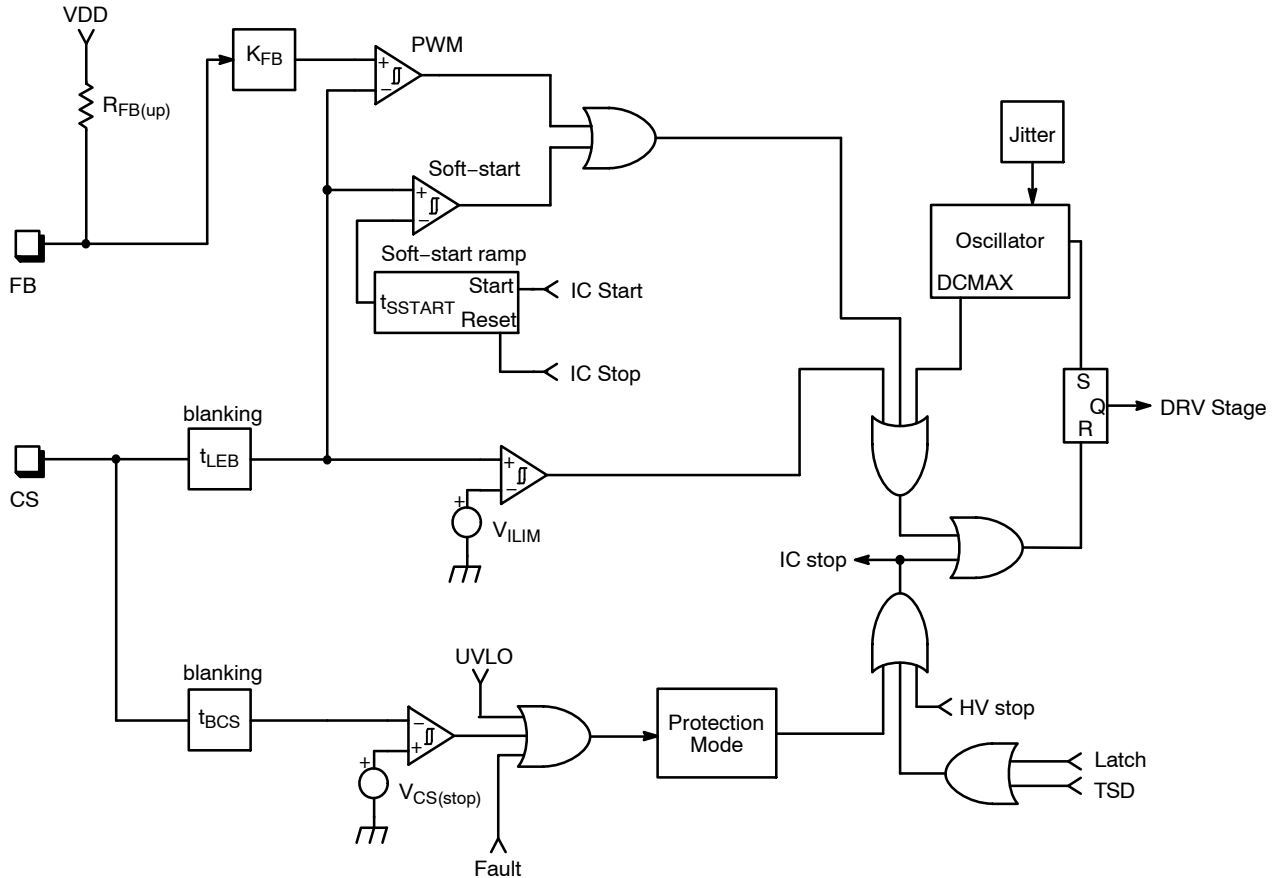 VDD
KFB
+
−
PWM
RFB(up)
Jitter
Soft−start
+
−
Oscillator
DCMAX
FB
Soft−start ramp
tSSTART
Start
Reset
IC Start
IC Stop
S
Q
R
DRV Stage
blanking
tLEB
CS
+
−
+
VILIM
IC stop
UVLO
blanking
tBCS
−
+
+
VCS(stop)
Protection
Mode
HV stop
Latch
TSD
Fault